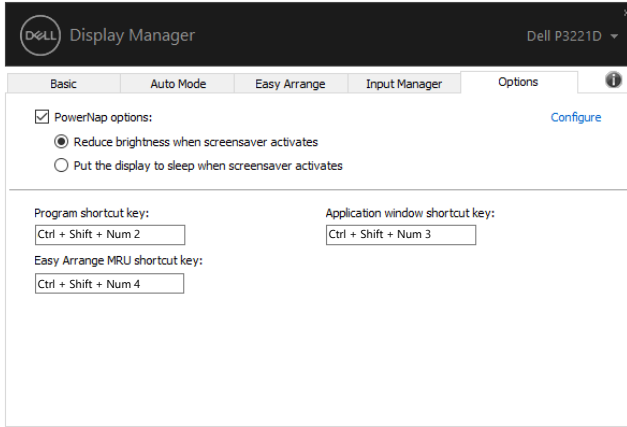 DELL Display Manager
Dell P3221D
Basic Auto Mode Easy Arrange Input Manager Options
PowerNap options:
Configure
Reduce brightness when screensaver activates
Put the display to sleep when screensaver activates
Program shortcut key:
Application window shortcut key:
Ctrl + Shift + Num 2
Ctrl + Shift + Num 3
Easy Arrange MRU shortcut key:
Ctrl + Shift + Num 4